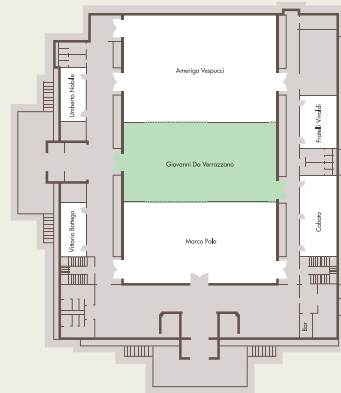 Amerigo Vespucci
Umberto Nobile
Fratelli Vivaldi
Giovanni Da Verrazzano
Vittorio Bottego
Caboto
Marco Polo
Bar